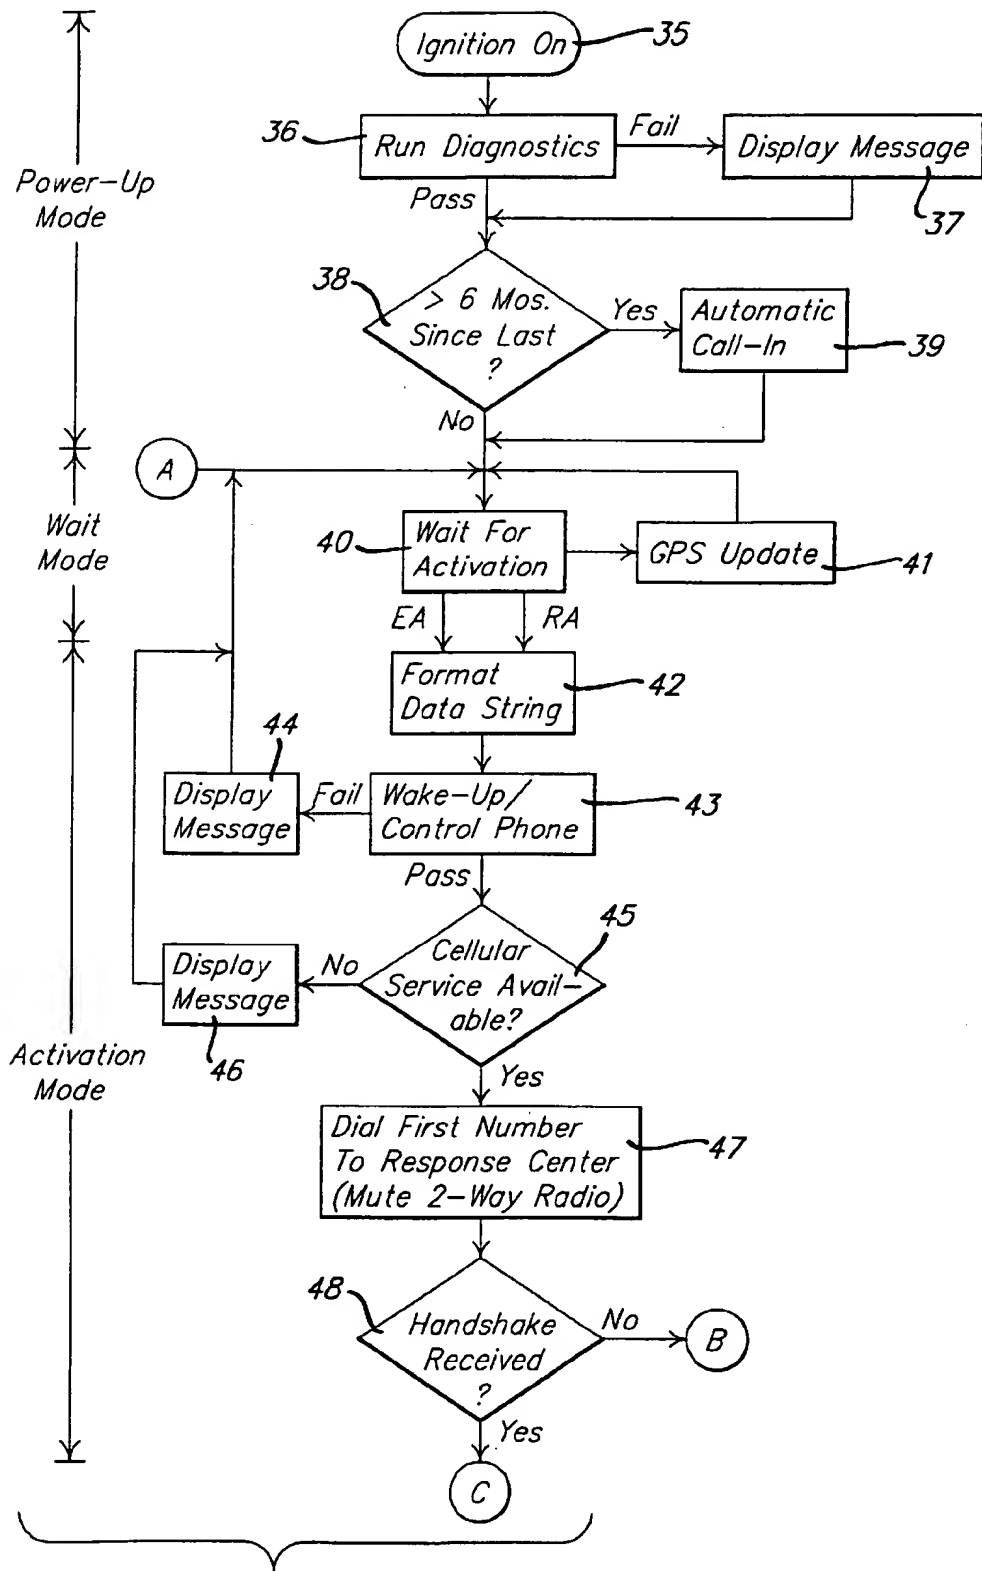 Ignition On
35
36
Run Diagnostics
Fail
Display Message
37
Power-Up
Mode
Pass
38
> 6 Mos.
Since Last
?
Yes
Automatic
Call-In
39
No
A
Wait
Mode
40
Wait For
Activation
GPS Update
41
EA
RA
Format
Data String
42
44
Display
Message
Fail
Wake-Up/
Control Phone
43
Pass
45
Cellular
Service Avail-
able?
No
Display
Message
46
Activation
Mode
Yes
Dial First Number
To Response Center
(Mute 2-Way Radio)
47
48
Handshake
Received
?
No
B
Yes
C